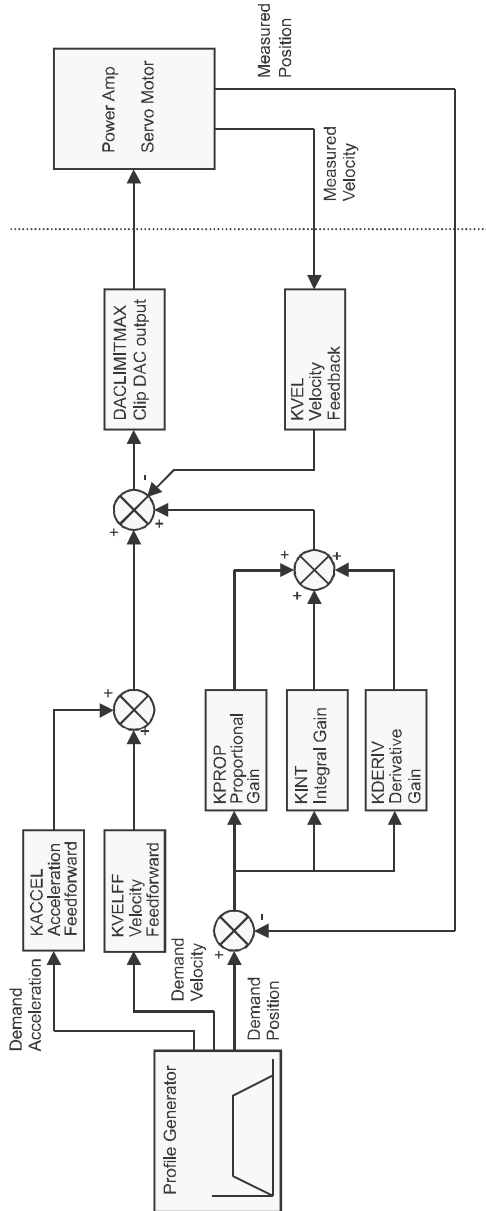 Profile Generator
Demand
Acceleration
KACCEL
Acceleration
Feedforward
Demand
Velocity
KVELFF
Velocity
Feedforward
Demand
Position
+
-
KPROP
Proportional
Gain
KINT
Integral Gain
KDERIV
Derivative
Gain
+
+
+
+
+
+
+
-
DACLIMITMAX
Clip DAC output
KVEL
Velocity
Feedback
Power Amp
Servo Motor
Measured
Velocity
Measured
Position